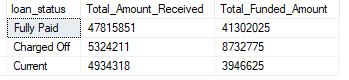 loan_status Total_Amount_Received Total_Funded_Amount
Fully Paid 47815851 41302025
Charged Off 5324211 8732775
Current 4934318 3946625